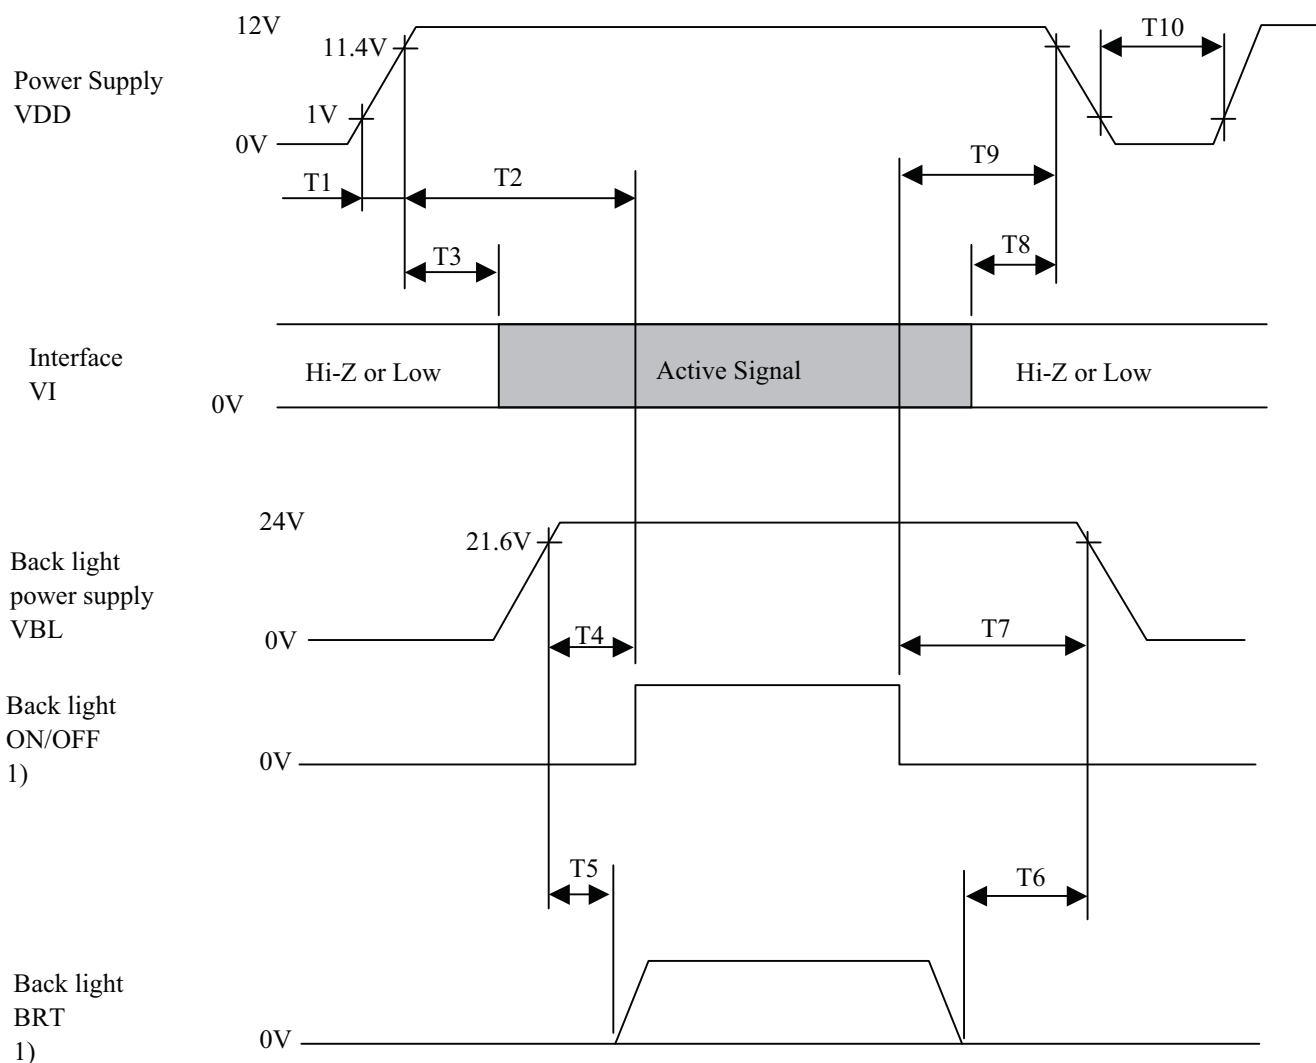 12V
T10
11.4V
Power Supply
VDD
1V
0V
T9
T1
T2
T8
T3
Interface
VI
Hi-Z or Low
Active Signal
Hi-Z or Low
0V
24V
21.6V
Back light
power supply
VBL
0V
T4
T7
Back light
ON/OFF
1)
0V
T5
T6
Back light
BRT
1)
0V